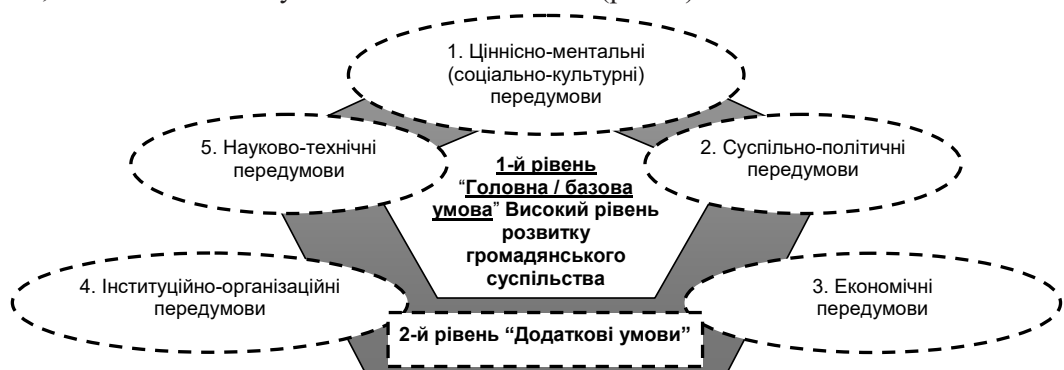 1. Ціннісно-ментальні
(соціально-культурні)
передумови
5. Науково-технічні
передумови
2. Суспільно-політичні
передумови
1-й рівень
“Головна / базова
умова” Високий рівень
розвитку
громадянського
суспільства
4. Інституційно-організаційні
передумови
3. Економічні
передумови
2-й рівень “Додаткові умови”